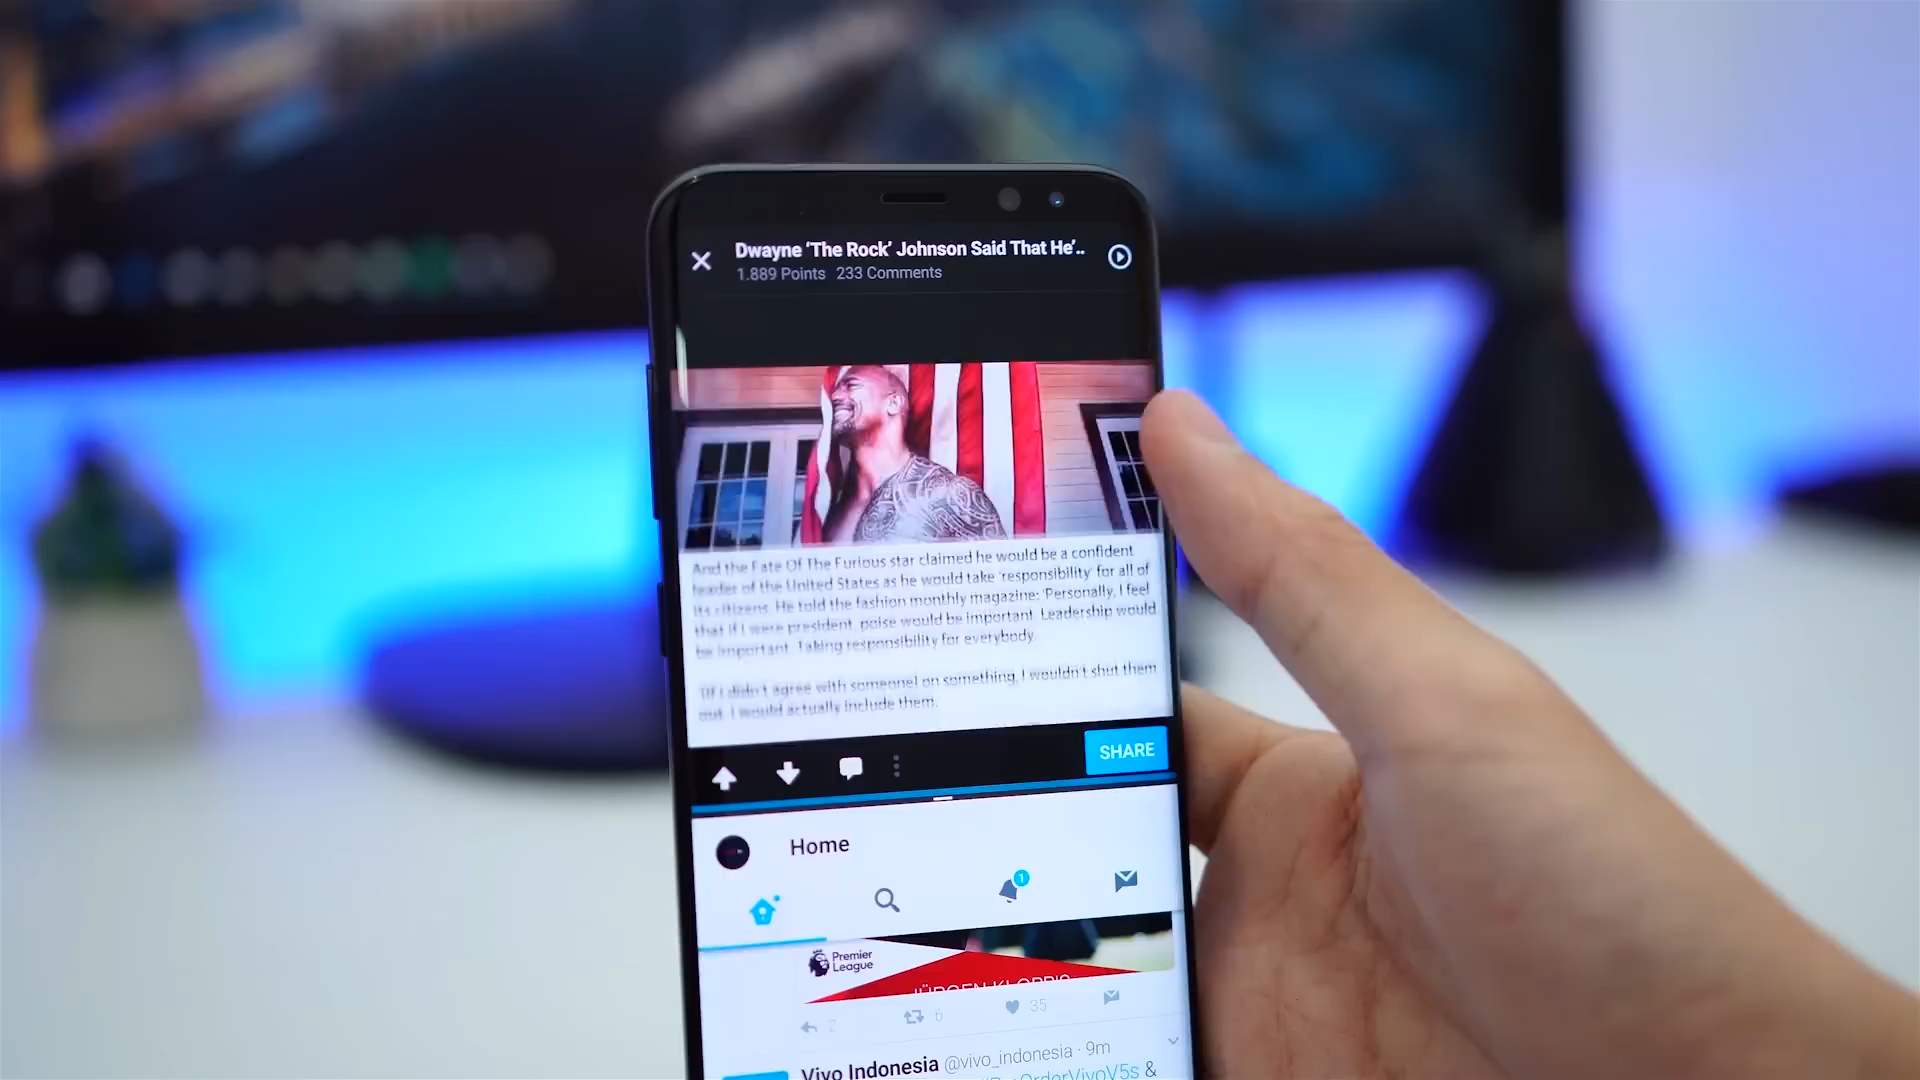 Dwayne ‘The Rock’ Johnson Said That He’..
1.889 Points 233 Comments
And the Fate Of The Furious star claimed he would be a confident
leader of the United States as he would take 'responsibility' for all of
its citizens. He told the fashion monthly magazine: 'Personally, I feel
that if I were president, poise would be important. Leadership would
be important. Taking responsibility for everybody.
'[If I didn't agree with someone] on something, I wouldn't shut them
out. I would actually include them.
SHARE
Home
1
Premier
League
JÜRGEN KLOPP'S
2 6 35
Vivo Indonesia @vivo_indonesia · 9m
OrderVivoV5s &